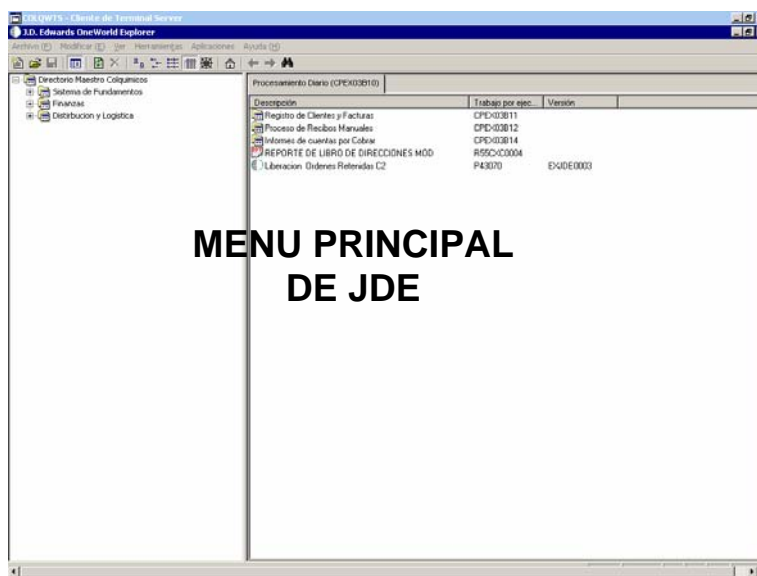 COLQWTS - Cliente de Terminal Server
J.D. Edwards OneWorld Explorer
Archivo (F) Modificar (E) Ver Herramientas Aplicaciones Ayuda (H)
Directorio Maestro Colquimicos
Sistema de Fundamentos
Finanzas
Distribucion y Logistica
Procesamiento Diario (CPEX03B10)
Descripción Trabajo por ejec... Versión
Registro de Clientes y Facturas CPEX03B11
Proceso de Recibos Manuales CPEX03B12
Informes de cuentas por Cobrar CPEX03B14
REPORTE DE LIBRO DE DIRECCIONES MOD R55CXC0004
Liberacion Ordenes Retenidas C2 P43070 EXJDE0003
MENU PRINCIPAL
DE JDE